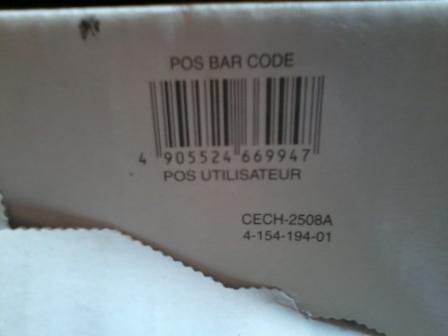 POS BAR CODE
4 905524 669947
POS UTILISATEUR
CECH-2508A
4-154-194-01